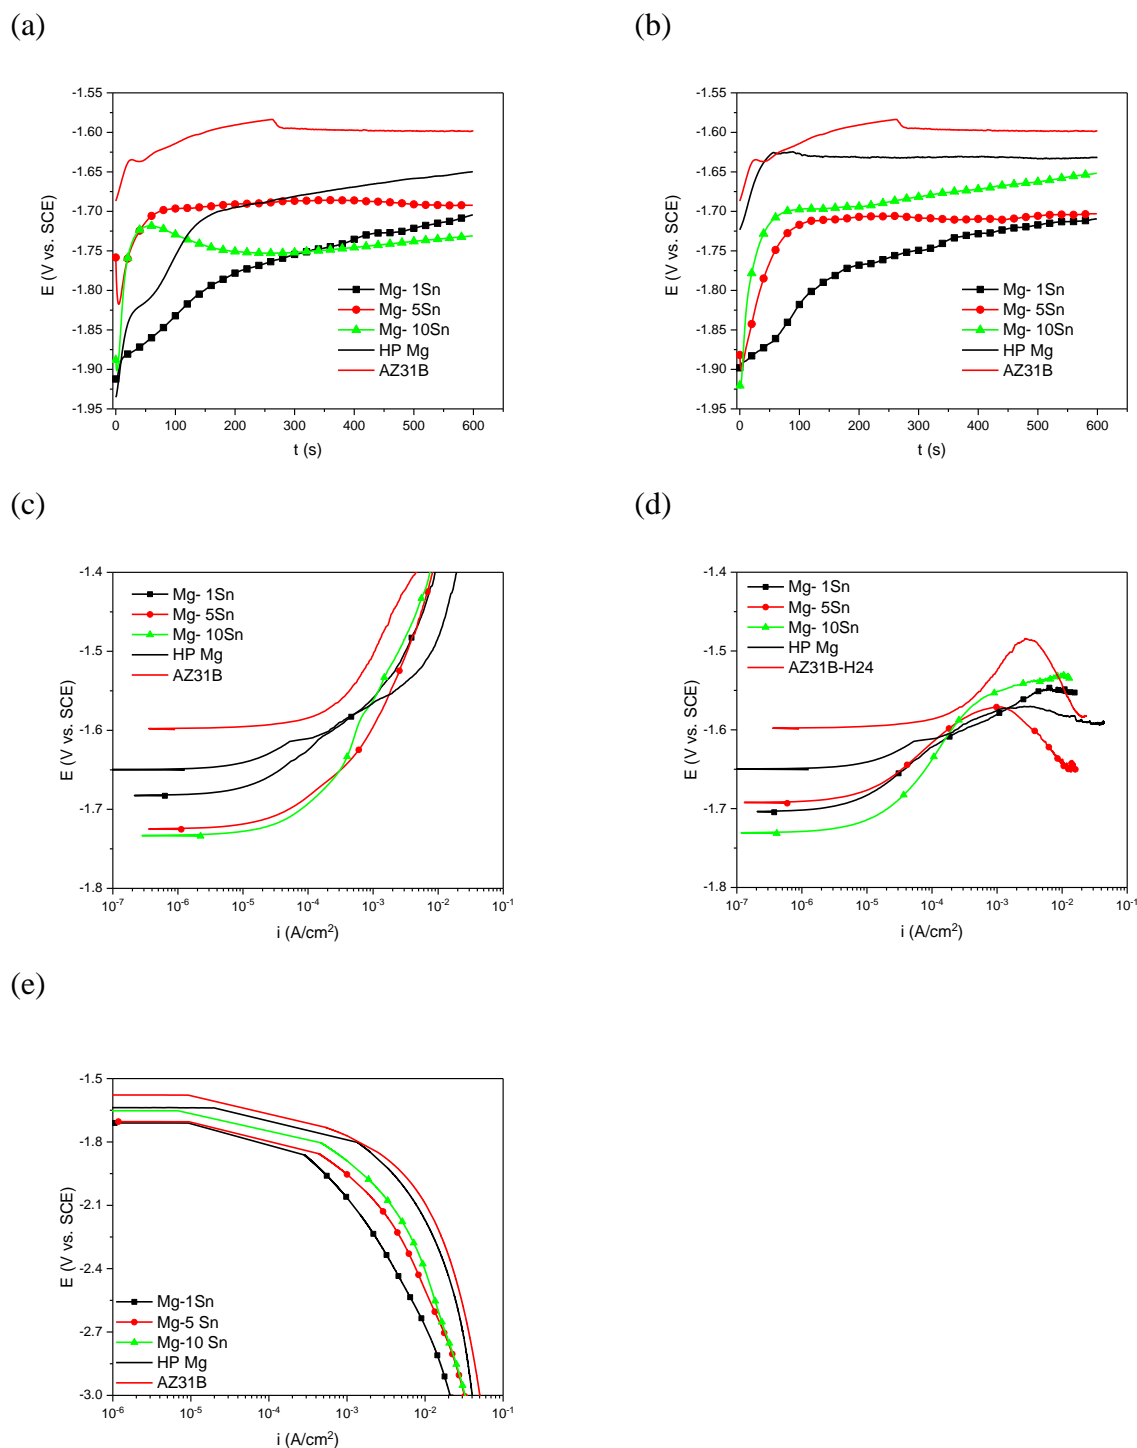 (a)
(b)
-1.55
-1.60
-1.65
-1.70
-1.75
-1.80
-1.85
-1.90
-1.95
E (V vs. SCE)
0
100
200
300
400
500
600
t (s)
Mg- 1Sn
Mg- 5Sn
Mg- 10Sn
HP Mg
AZ31B
-1.55
-1.60
-1.65
-1.70
-1.75
-1.80
-1.85
-1.90
-1.95
E (V vs. SCE)
0
100
200
300
400
500
600
t (s)
Mg- 1Sn
Mg- 5Sn
Mg- 10Sn
HP Mg
AZ31B
(c)
(d)
-1.4
-1.5
-1.6
-1.7
-1.8
E (V vs. SCE)
Mg- 1Sn
Mg- 5Sn
Mg- 10Sn
HP Mg
AZ31B
10⁻⁷
10⁻⁶
10⁻⁵
10⁻⁴
10⁻³
10⁻²
10⁻¹
i (A/cm²)
-1.4
-1.5
-1.6
-1.7
-1.8
E (V vs. SCE)
Mg- 1Sn
Mg- 5Sn
Mg- 10Sn
HP Mg
AZ31B-H24
10⁻⁷
10⁻⁶
10⁻⁵
10⁻⁴
10⁻³
10⁻²
10⁻¹
i (A/cm²)
(e)
-1.5
-1.8
-2.1
-2.4
-2.7
-3.0
E (V vs. SCE)
Mg-1Sn
Mg-5 Sn
Mg-10 Sn
HP Mg
AZ31B
10⁻⁶
10⁻⁵
10⁻⁴
10⁻³
10⁻²
10⁻¹
i (A/cm²)